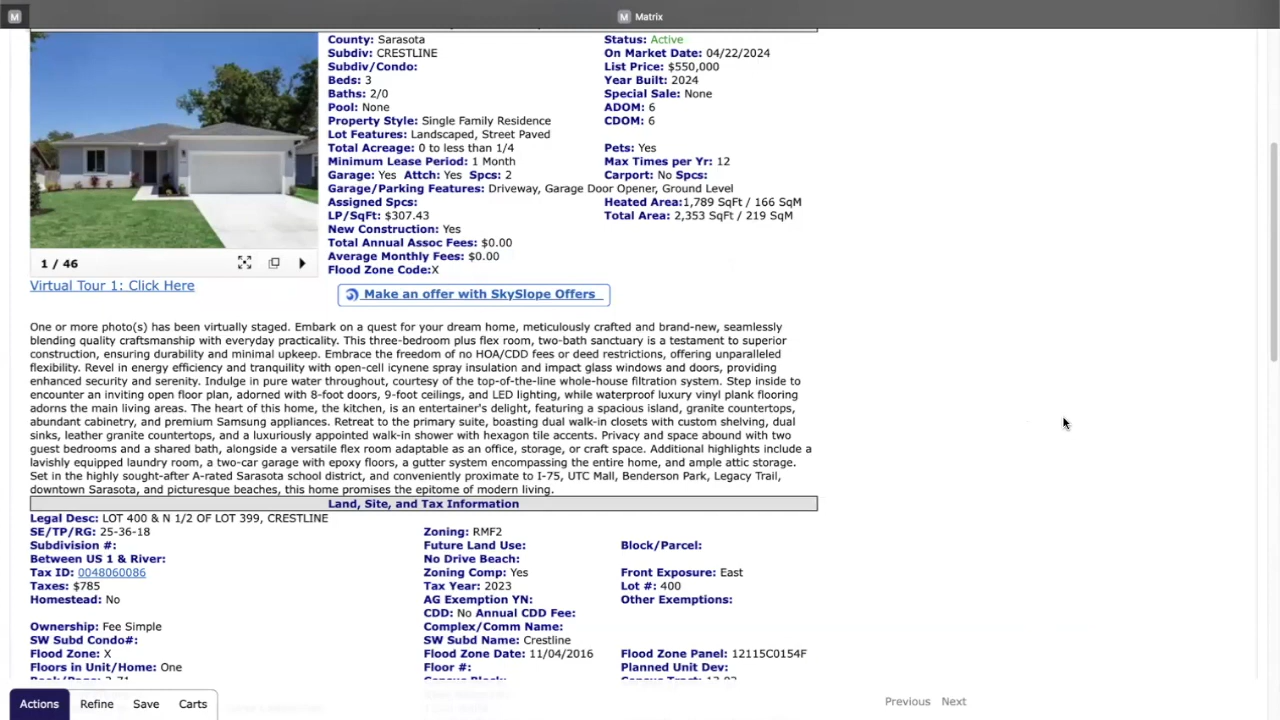 M
M Matrix
County: Sarasota
Status: Active
Subdiv: CRESTLINE
On Market Date: 04/22/2024
Subdiv/Condo:
List Price: $550,000
Beds: 3
Year Built: 2024
Baths: 2/0
Special Sale: None
Pool: None
ADOM: 6
Property Style: Single Family Residence
CDOM: 6
Lot Features: Landscaped, Street Paved
Total Acreage: 0 to less than 1/4
Pets: Yes
Minimum Lease Period: 1 Month
Max Times per Yr: 12
Garage: Yes Attch: Yes Spcs: 2
Carport: No Spcs:
Garage/Parking Features: Driveway, Garage Door Opener, Ground Level
Assigned Spcs:
Heated Area:1,789 SqFt / 166 SqM
LP/SqFt: $307.43
Total Area: 2,353 SqFt / 219 SqM
New Construction: Yes
Total Annual Assoc Fees: $0.00
Average Monthly Fees: $0.00
Flood Zone Code:X
1 / 46
Virtual Tour 1: Click Here
Make an offer with SkySlope Offers
One or more photo(s) has been virtually staged. Embark on a quest for your dream home, meticulously crafted and brand-new, seamlessly
blending quality craftsmanship with everyday practicality. This three-bedroom plus flex room, two-bath sanctuary is a testament to superior
construction, ensuring durability and minimal upkeep. Embrace the freedom of no HOA/CDD fees or deed restrictions, offering unparalleled
flexibility. Revel in energy efficiency and tranquility with open-cell icynene spray insulation and impact glass windows and doors, providing
enhanced security and serenity. Indulge in pure water throughout, courtesy of the top-of-the-line whole-house filtration system. Step inside to
encounter an inviting open floor plan, adorned with 8-foot doors, 9-foot ceilings, and LED lighting, while waterproof luxury vinyl plank flooring
adorns the main living areas. The heart of this home, the kitchen, is an entertainer's delight, featuring a spacious island, granite countertops,
abundant cabinetry, and premium Samsung appliances. Retreat to the primary suite, boasting dual walk-in closets with custom shelving, dual
sinks, leather granite countertops, and a luxuriously appointed walk-in shower with hexagon tile accents. Privacy and space abound with two
guest bedrooms and a shared bath, alongside a versatile flex room adaptable as an office, storage, or craft space. Additional highlights include a
lavishly equipped laundry room, a two-car garage with epoxy floors, a gutter system encompassing the entire home, and ample attic storage.
Set in the highly sought-after A-rated Sarasota school district, and conveniently proximate to I-75, UTC Mall, Benderson Park, Legacy Trail,
downtown Sarasota, and picturesque beaches, this home promises the epitome of modern living.
Land, Site, and Tax Information
Legal Desc: LOT 400 & N 1/2 OF LOT 399, CRESTLINE
SE/TP/RG: 25-36-18
Zoning: RMF2
Subdivision #:
Future Land Use:
Block/Parcel:
Between US 1 & River:
No Drive Beach:
Tax ID: 0048060086
Zoning Comp: Yes
Front Exposure: East
Taxes: $785
Tax Year: 2023
Lot #: 400
Homestead: No
AG Exemption YN:
Other Exemptions:
CDD: No Annual CDD Fee:
Ownership: Fee Simple
Complex/Comm Name:
SW Subd Condo#:
SW Subd Name: Crestline
Flood Zone: X
Flood Zone Date: 11/04/2016
Flood Zone Panel: 12115C0154F
Floors in Unit/Home: One
Floor #:
Planned Unit Dev:
Actions
Refine
Save
Carts
Previous
Next